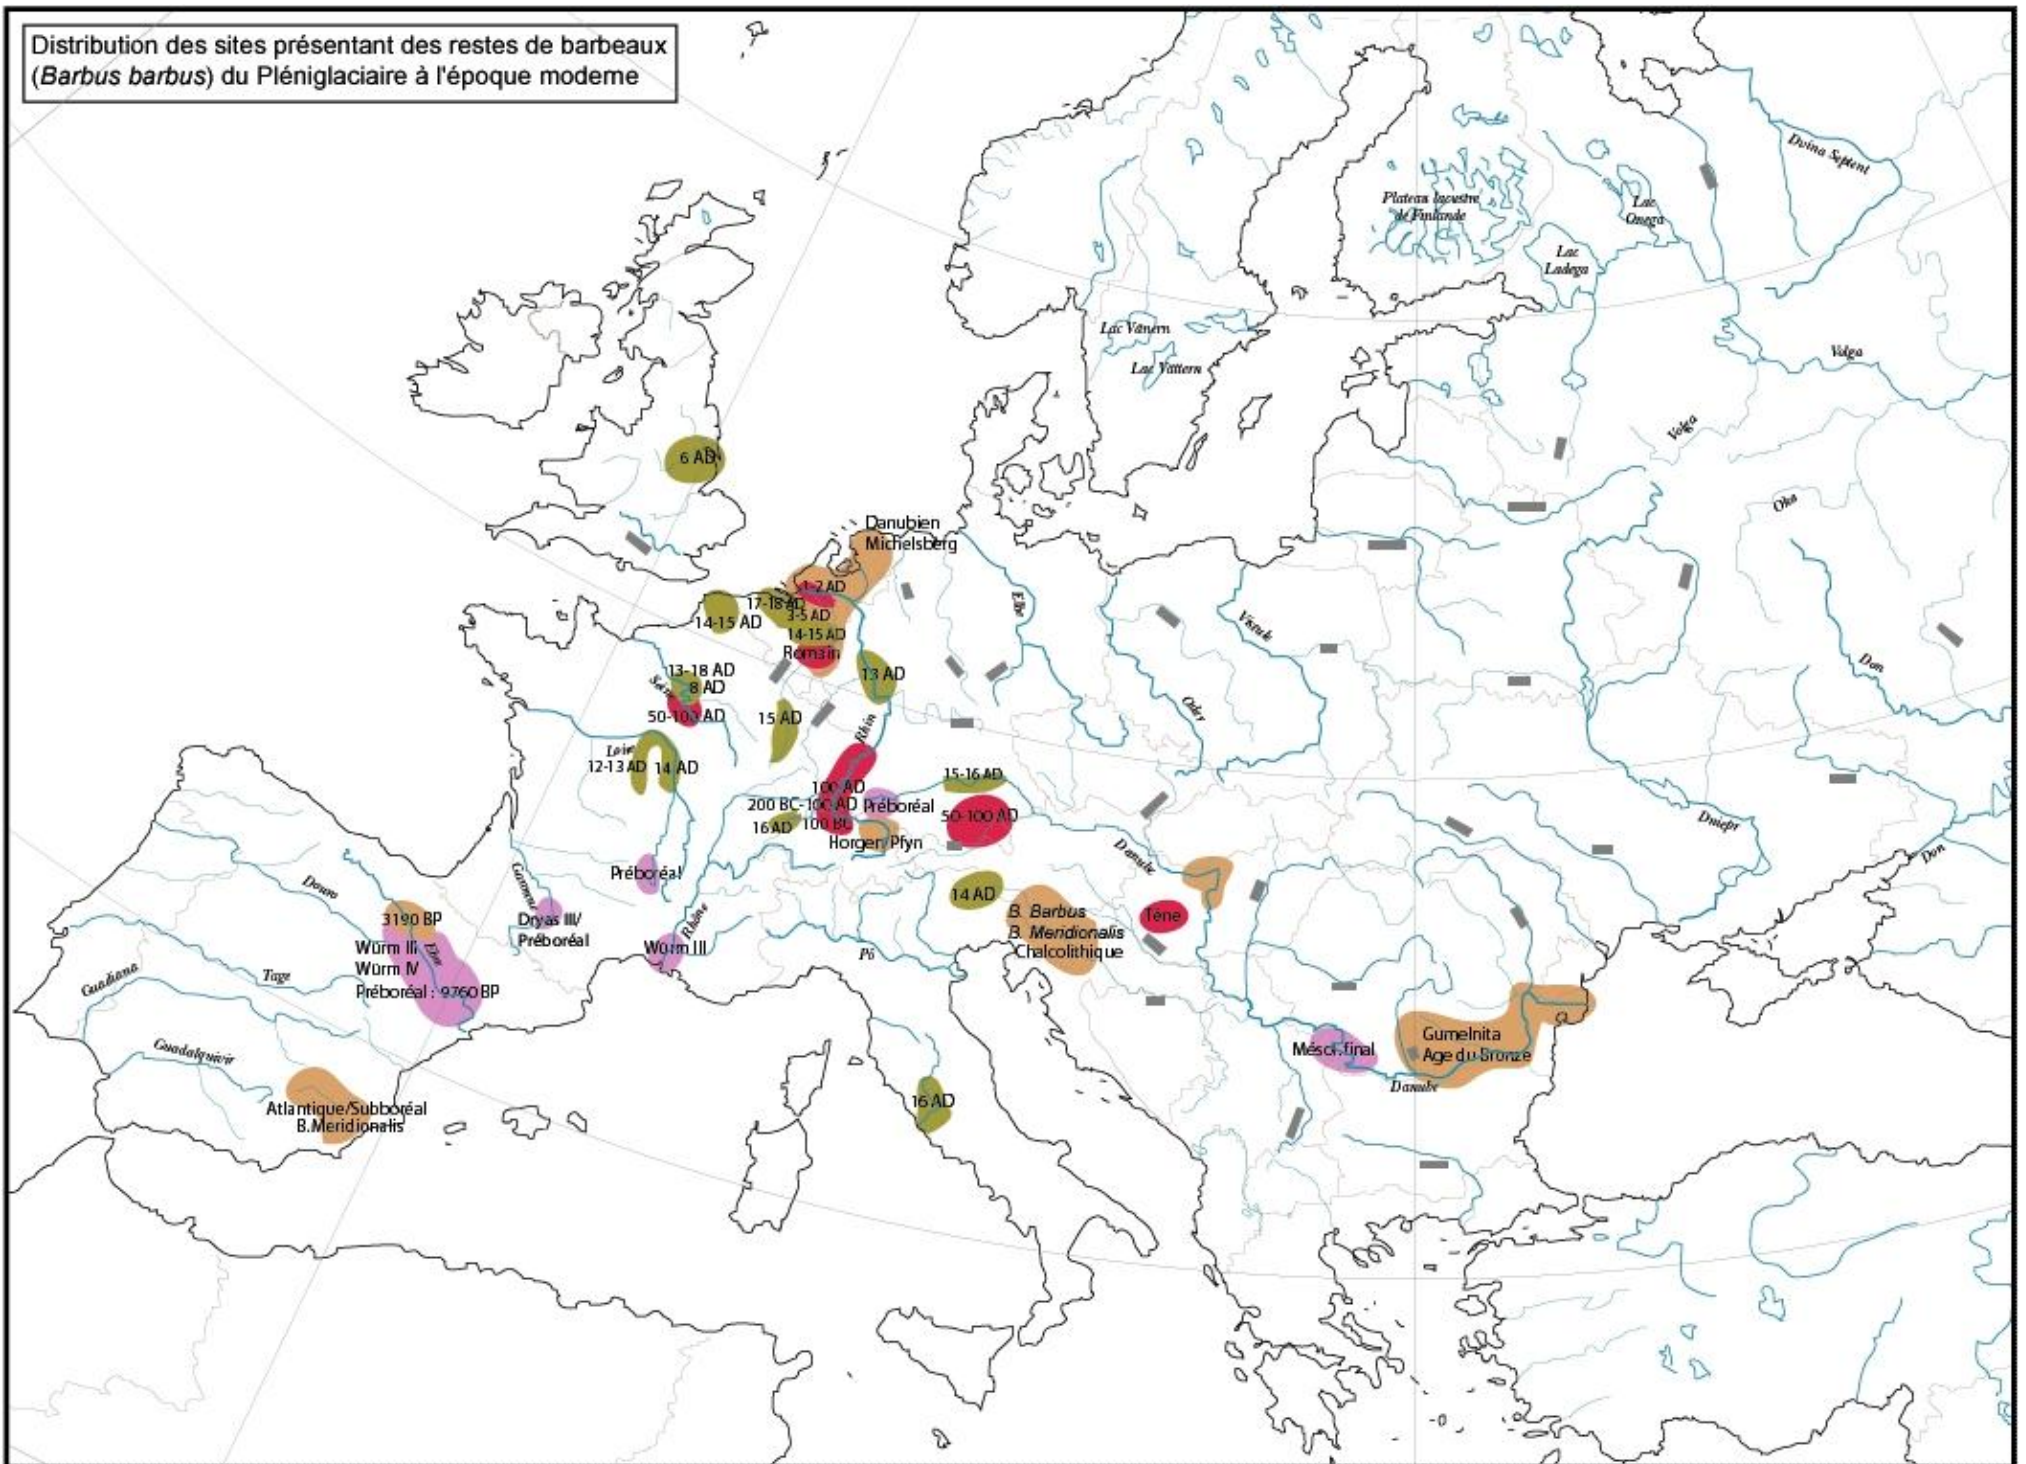 Distribution des sites présentant des restes de barbeaux
(Barbus barbus) du Pléniglaciaire à l'époque moderne
Dvina Septent
Plateau lacustre
de Finlande
Lac
Onega
Lac
Ladega
Lac Vänern
Lac Vättern
Volga
Volga
6 AD
Oka
Danubien
Michelsberg
1-2 AD
17-18 AD
3-5 AD
14-15 AD
14-15 AD
Romain
Elbe
Vistule
Don
13-18 AD
8 AD
13 AD
50-100 AD
15 AD
Oder
Rhin
Loire
12-13 AD
14 AD
15-16 AD
100 AD
200 BC-100 AD
Préboréal
16 AD
100 BC
50-100 AD
Horgen/Pfyn
Dniepr
Don
Danube
Préboréal
Garonne
Douro
14 AD
3190 BP
Dryas III/
Préboréal
Rhône
B. Barbus
B. Meridionalis
Chalcolithique
Tène
Würm III
Würm IV
Préboréal : 9760 BP
Ebre
Würm III
Pô
Guadiana
Tage
Guadalquivir
Atlantique/Subboréal
B.Meridionalis
16 AD
Gumelnita
Age du Bronze
Danube